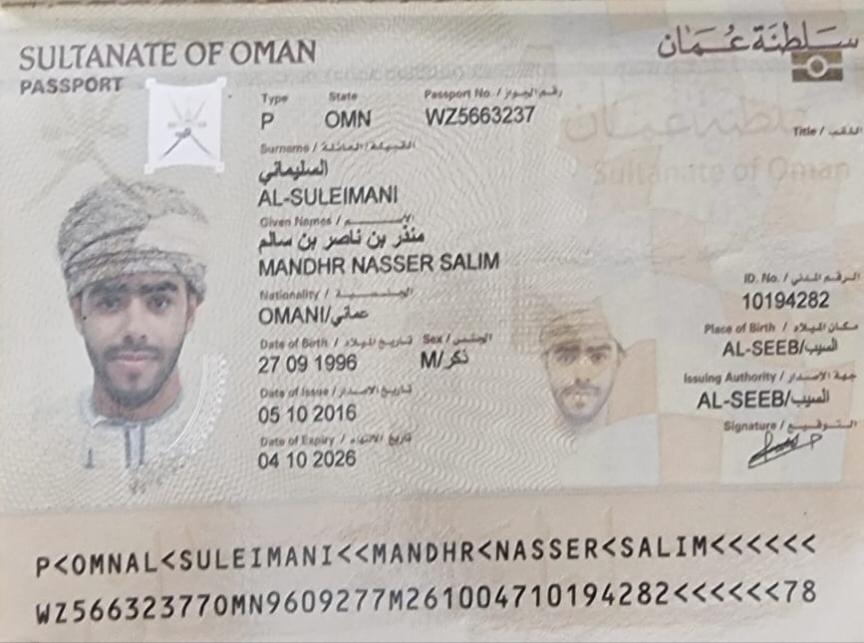 SULTANATE OF OMAN
سلطنة عُمان
PASSPORT
Type State Passport No. / رقم الجواز
P OMN WZ5663237
Title / اللقب
Surname / القبيلة/العائلة
السليماني
AL-SULEIMANI
Sultanate of Oman
Given Names / الاسم
منذر بن ناصر بن سالم
MANDHR NASSER SALIM
Nationality / الجنسية
OMANI/عماني
ID. No. / الرقم المدني
10194282
Date of Birth / تاريخ الميلاد Sex / الجنس
27 09 1996 M/ذكر
Place of Birth / مكان الميلاد
AL-SEEB/السيب
Date of Issue / تاريخ الاصدار
05 10 2016
Issuing Authority / جهة الاصدار
AL-SEEB/السيب
Date of Expiry / تاريخ الانتهاء
04 10 2026
Signature / التوقيع
P<OMNAL<SULEIMANI<<MANDHR<NASSER<SALIM<<<<<<
WZ566323770MN9609277M261004710194282<<<<<<78